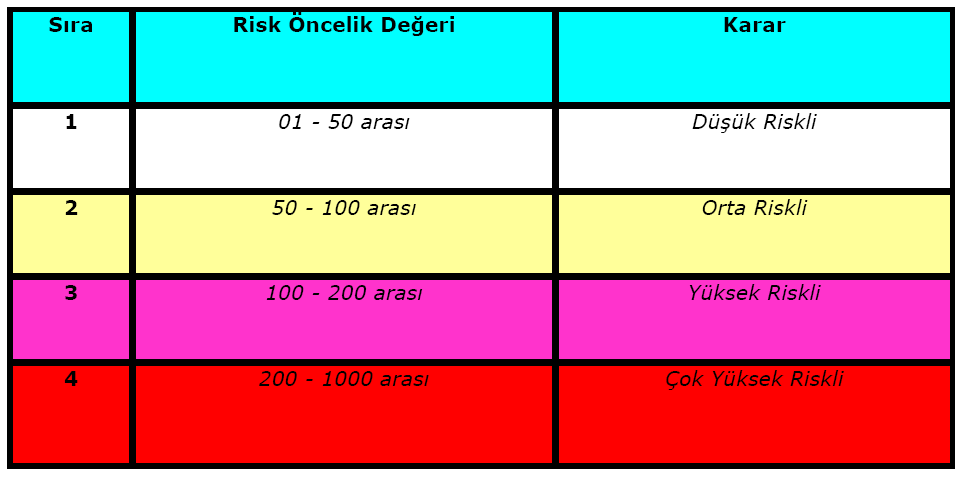 Sıra Risk Öncelik Değeri Karar
1 01 - 50 arası Düşük Riskli
2 50 - 100 arası Orta Riskli
3 100 - 200 arası Yüksek Riskli
4 200 - 1000 arası Çok Yüksek Riskli